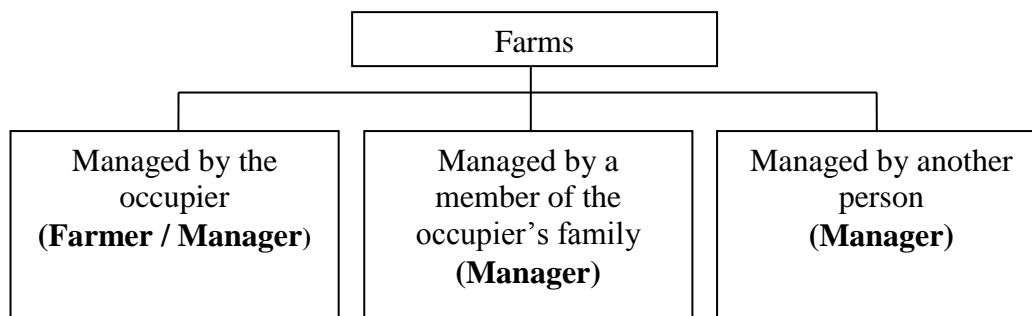 Farms
Managed by the
occupier
(Farmer / Manager)
Managed by a
member of the
occupier's family
(Manager)
Managed by another
person
(Manager)